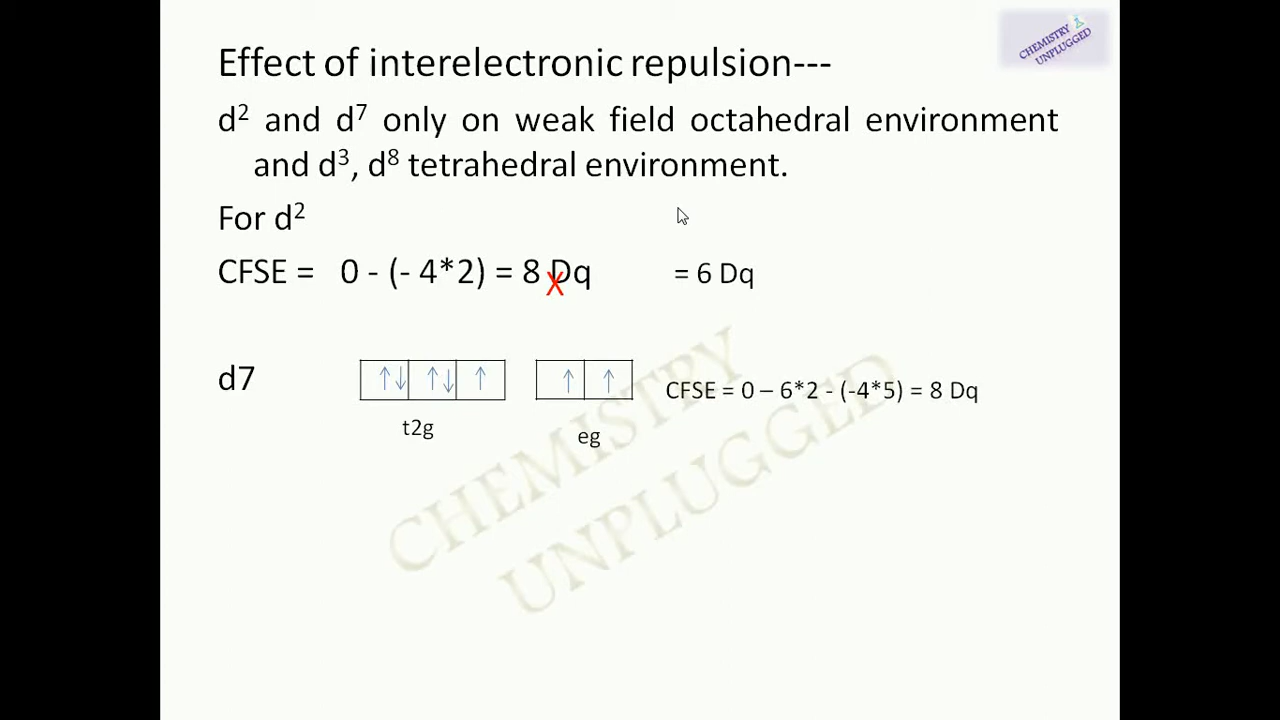 CHEMISTRY
UNPLUGGED
Effect of interelectronic repulsion---
d² and d⁷ only on weak field octahedral environment
and d³, d⁸ tetrahedral environment.
For d²
CFSE = 0 - (- 4*2) = 8 Dq = 6 Dq
X
d7 ↑↓ ↑↓ ↑ ↑ ↑ CFSE = 0 – 6*2 - (-4*5) = 8 Dq
t2g eg
CHEMISTRY
UNPLUGGED